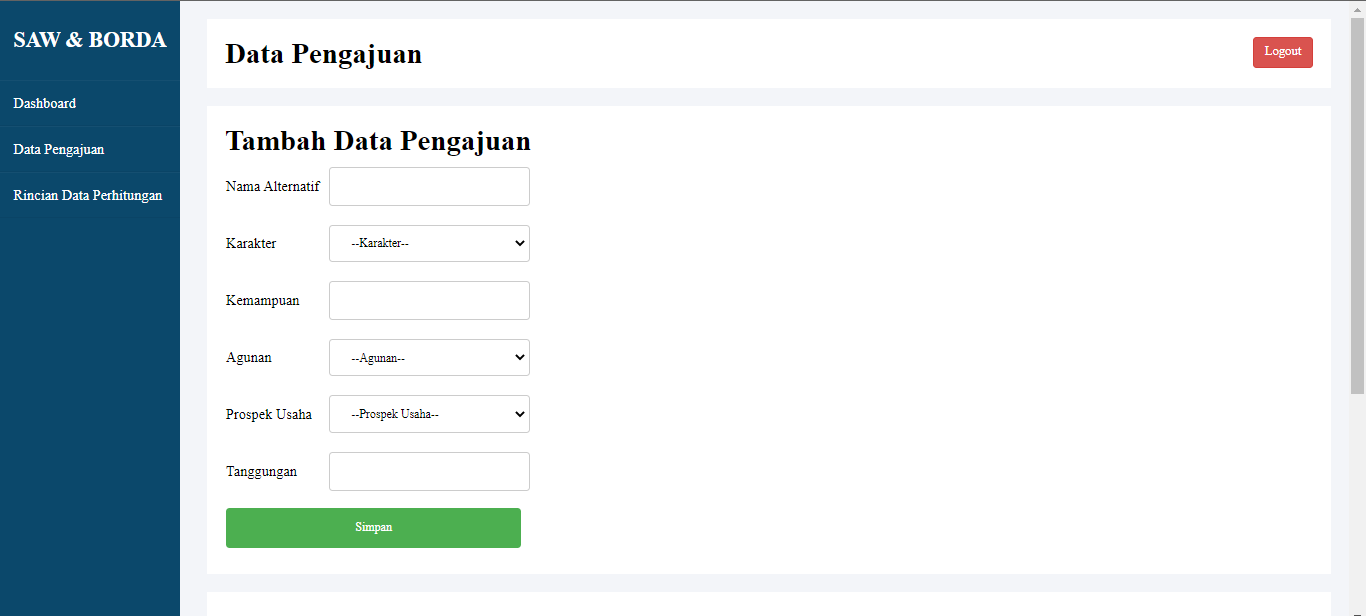 SAW & BORDA
Dashboard
Data Pengajuan
Rincian Data Perhitungan
Data Pengajuan
Logout
Tambah Data Pengajuan
Nama Alternatif
Karakter --Karakter--
Kemampuan
Agunan --Agunan--
Prospek Usaha --Prospek Usaha--
Tanggungan
Simpan